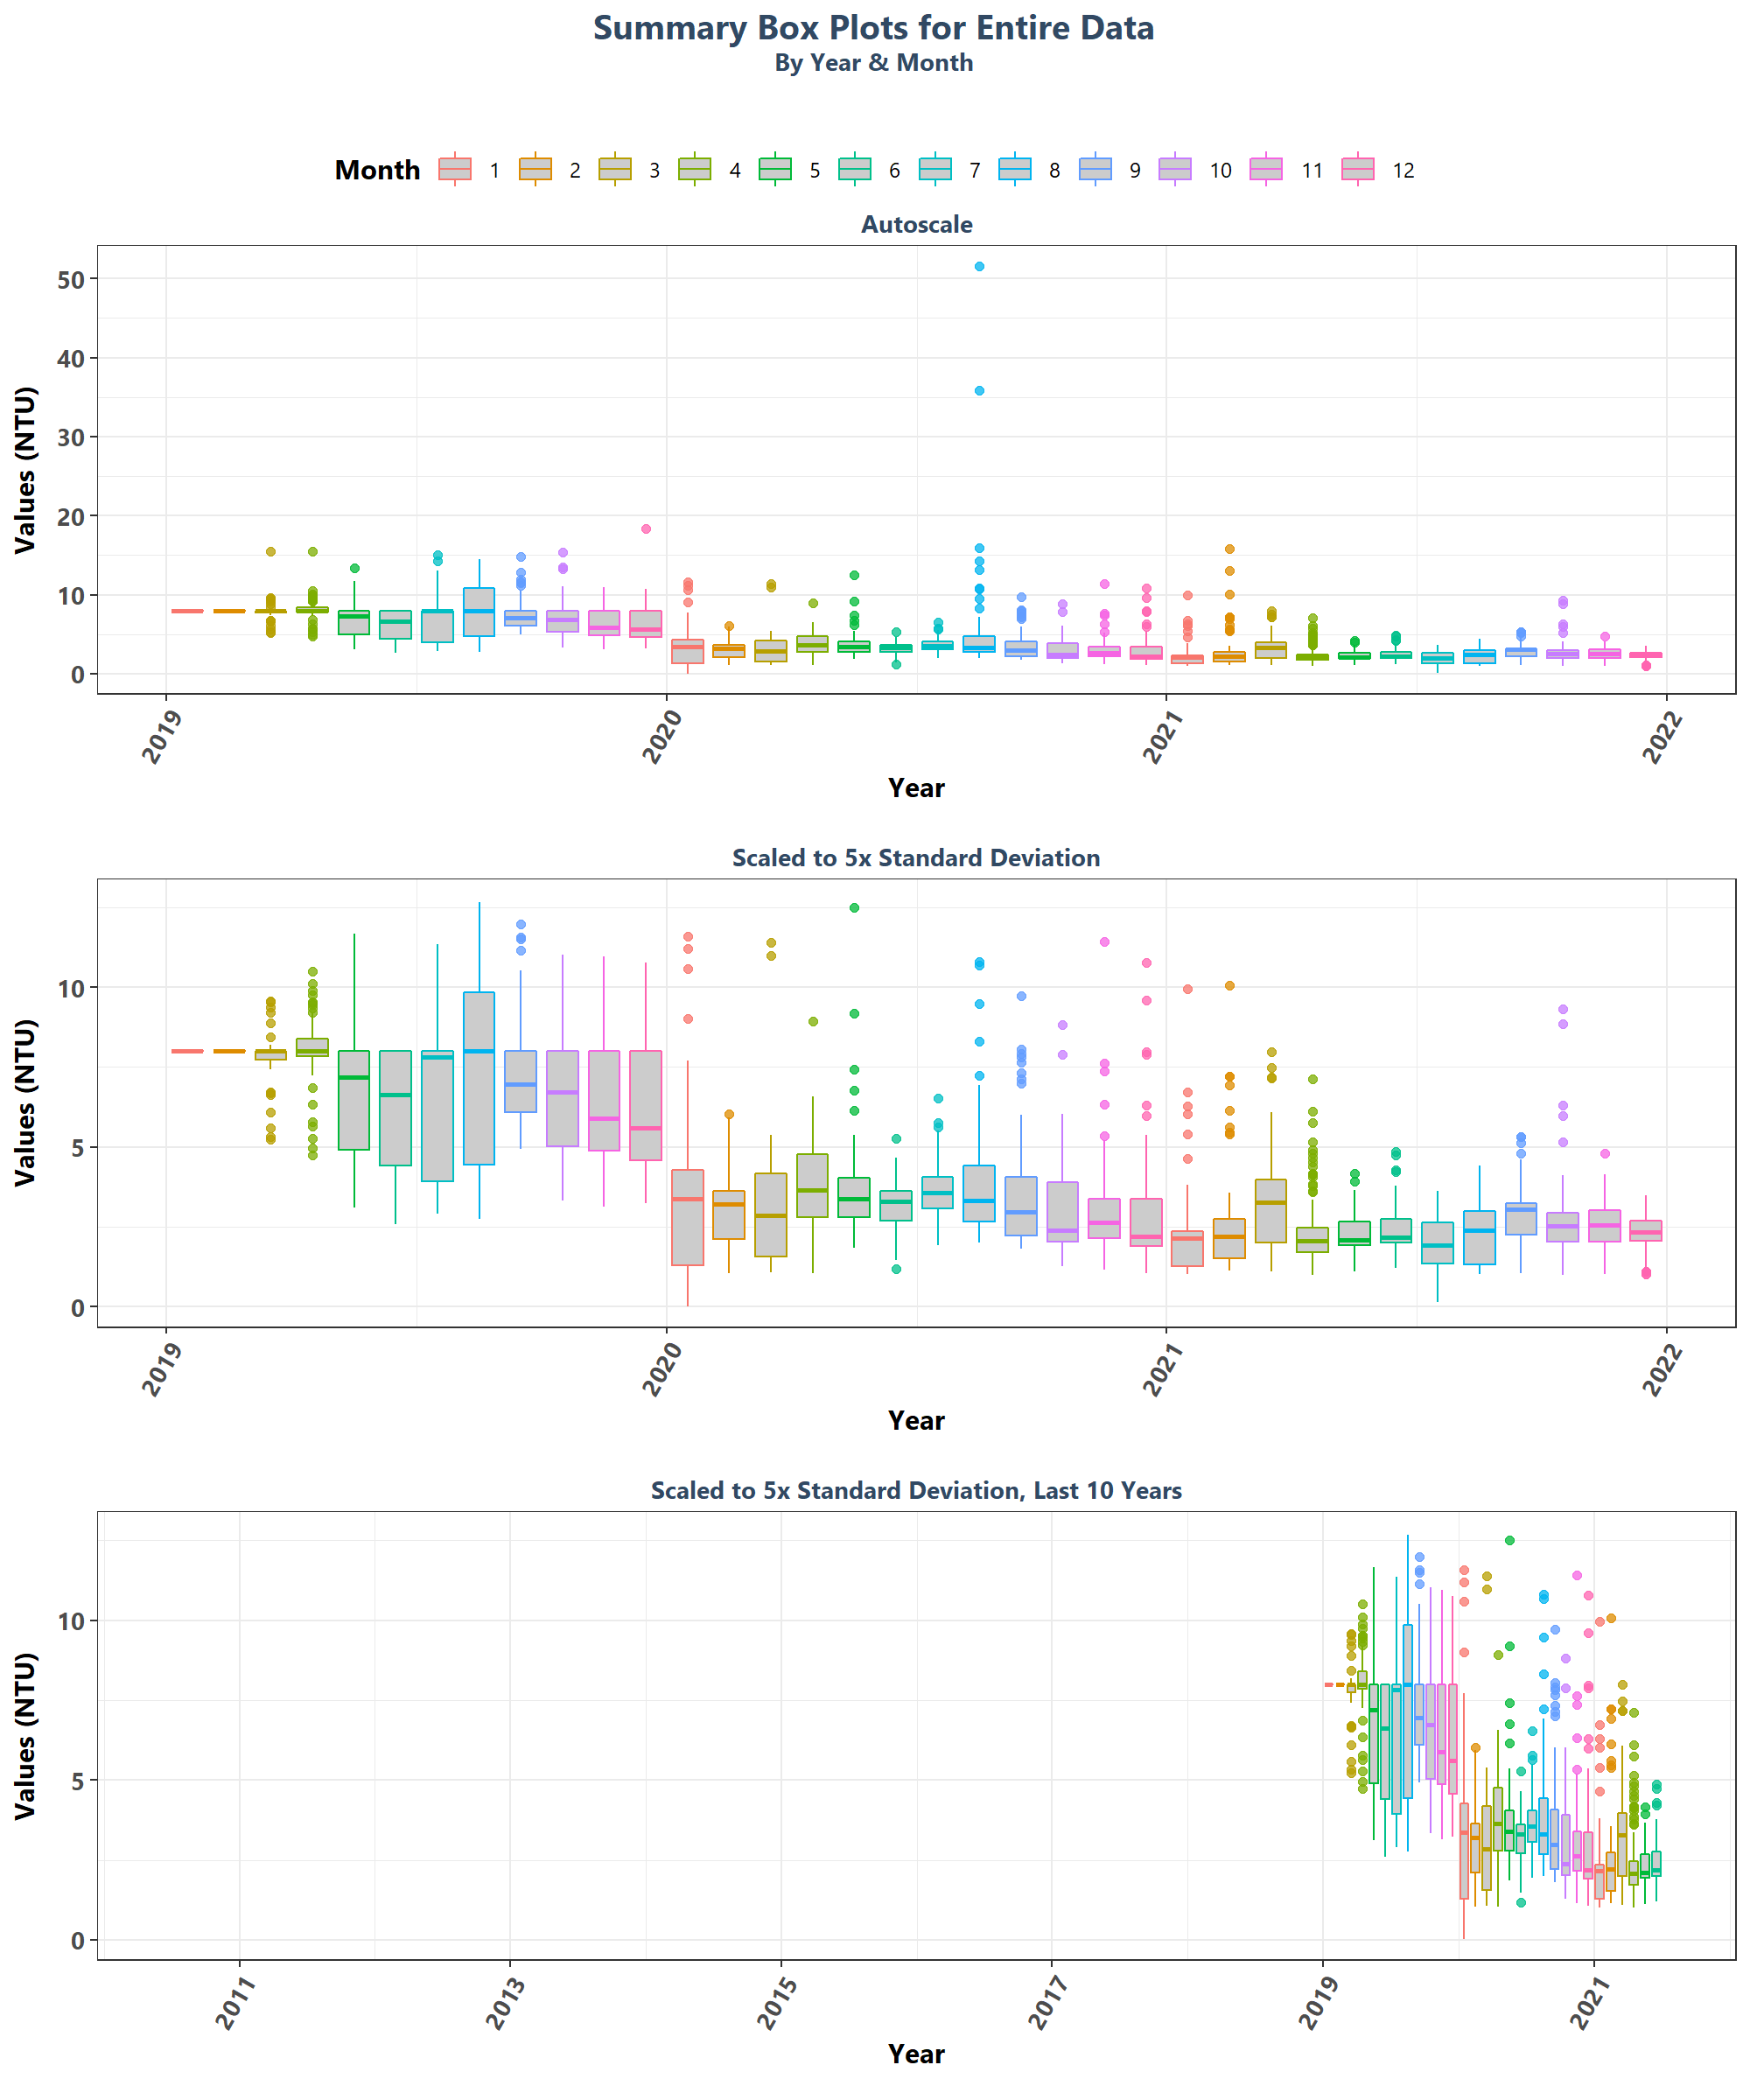 Summary Box Plots for Entire Data
By Year & Month
Month 1 2 3 4 5 6 7 8 9 10 11 12
Autoscale
Values (NTU)
50
40
30
20
10
0
2019 2020 2021 2022
Year
Scaled to 5x Standard Deviation
Values (NTU)
10
5
0
2019 2020 2021 2022
Year
Scaled to 5x Standard Deviation, Last 10 Years
Values (NTU)
10
5
0
2011 2013 2015 2017 2019 2021
Year